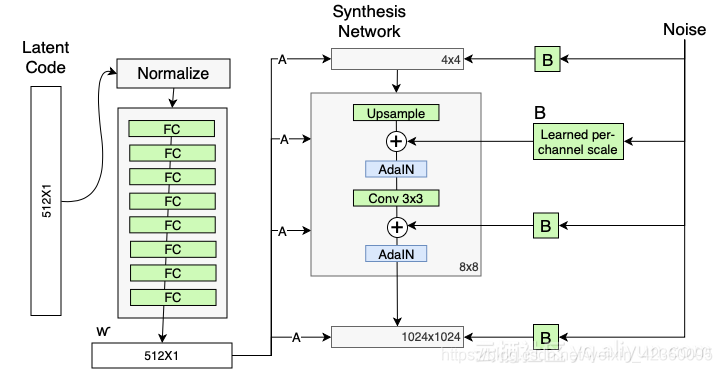 Synthesis
Network
Noise
Latent
Code
Normalize
A
4x4
B
512X1
FC
FC
FC
FC
FC
FC
FC
FC
Upsample
B
A
+
Learned per-
channel scale
AdaIN
Conv 3x3
A
+
B
AdaIN
8x8
w
A
1024x1024
B
512X1